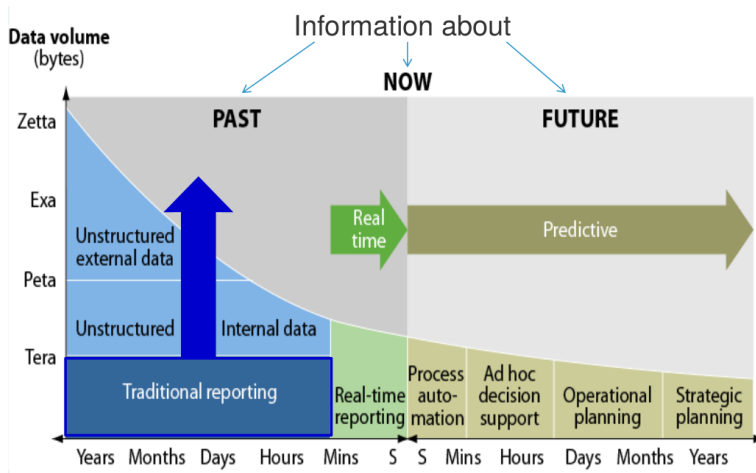 Information about
Data volume
(bytes)
NOW
PAST
FUTURE
Zetta
Exa
Peta
Tera
Real
time
Predictive
Unstructured
external data
Unstructured
Internal data
Traditional reporting
Real-time
reporting
Process
auto-
mation
Ad hoc
decision
support
Operational
planning
Strategic
planning
Years Months Days Hours Mins S S Mins Hours Days Months Years